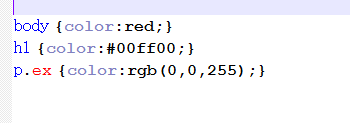 body {color:red;}
h1 {color:#00ff00;}
p.ex {color:rgb(0,0,255);}